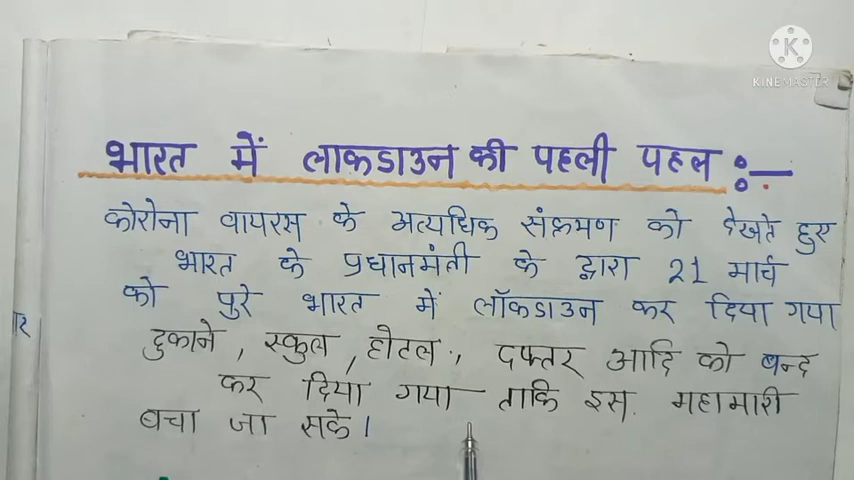 KINEMASTER
भारत में लाकडाउन की पहली पहल :—
कोरोना वायरस के अत्यधिक संक्रमण को देखते हुए
भारत के प्रधानमंती के द्वारा 21 मार्च
को पुरे भारत में लॉकडाउन कर दिया गया
दुकाने, स्कुल, होटल, दफ्तर आदि को बन्द
कर दिया गया ताकि इस महामारी
बचा जा सके।